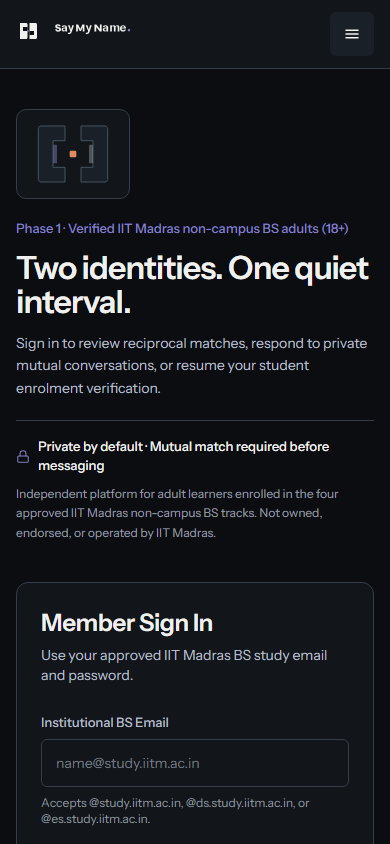 Say My Name.
Phase 1 · Verified IIT Madras non-campus BS adults (18+)
Two identities. One quiet
interval.
Sign in to review reciprocal matches, respond to private
mutual conversations, or resume your student
enrolment verification.
Private by default · Mutual match required before
messaging
Independent platform for adult learners enrolled in the four
approved IIT Madras non-campus BS tracks. Not owned,
endorsed, or operated by IIT Madras.
Member Sign In
Use your approved IIT Madras BS study email
and password.
Institutional BS Email
name@study.iitm.ac.in
Accepts @study.iitm.ac.in, @ds.study.iitm.ac.in, or
@es.study.iitm.ac.in.